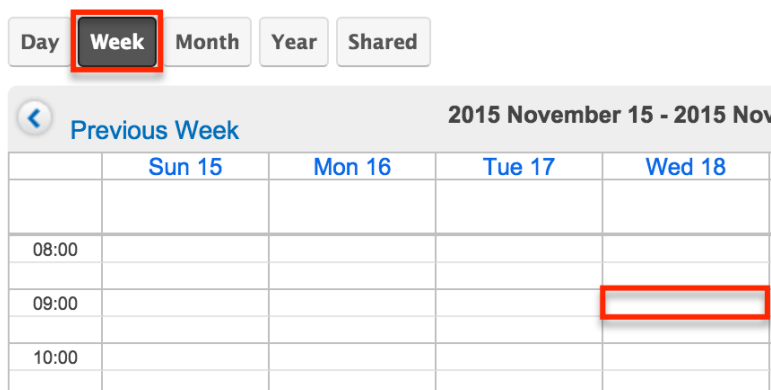 Day Week Month Year Shared
2015 November 15 - 2015 Nov
Previous Week
Sun 15 Mon 16 Tue 17 Wed 18
08:00
09:00
10:00